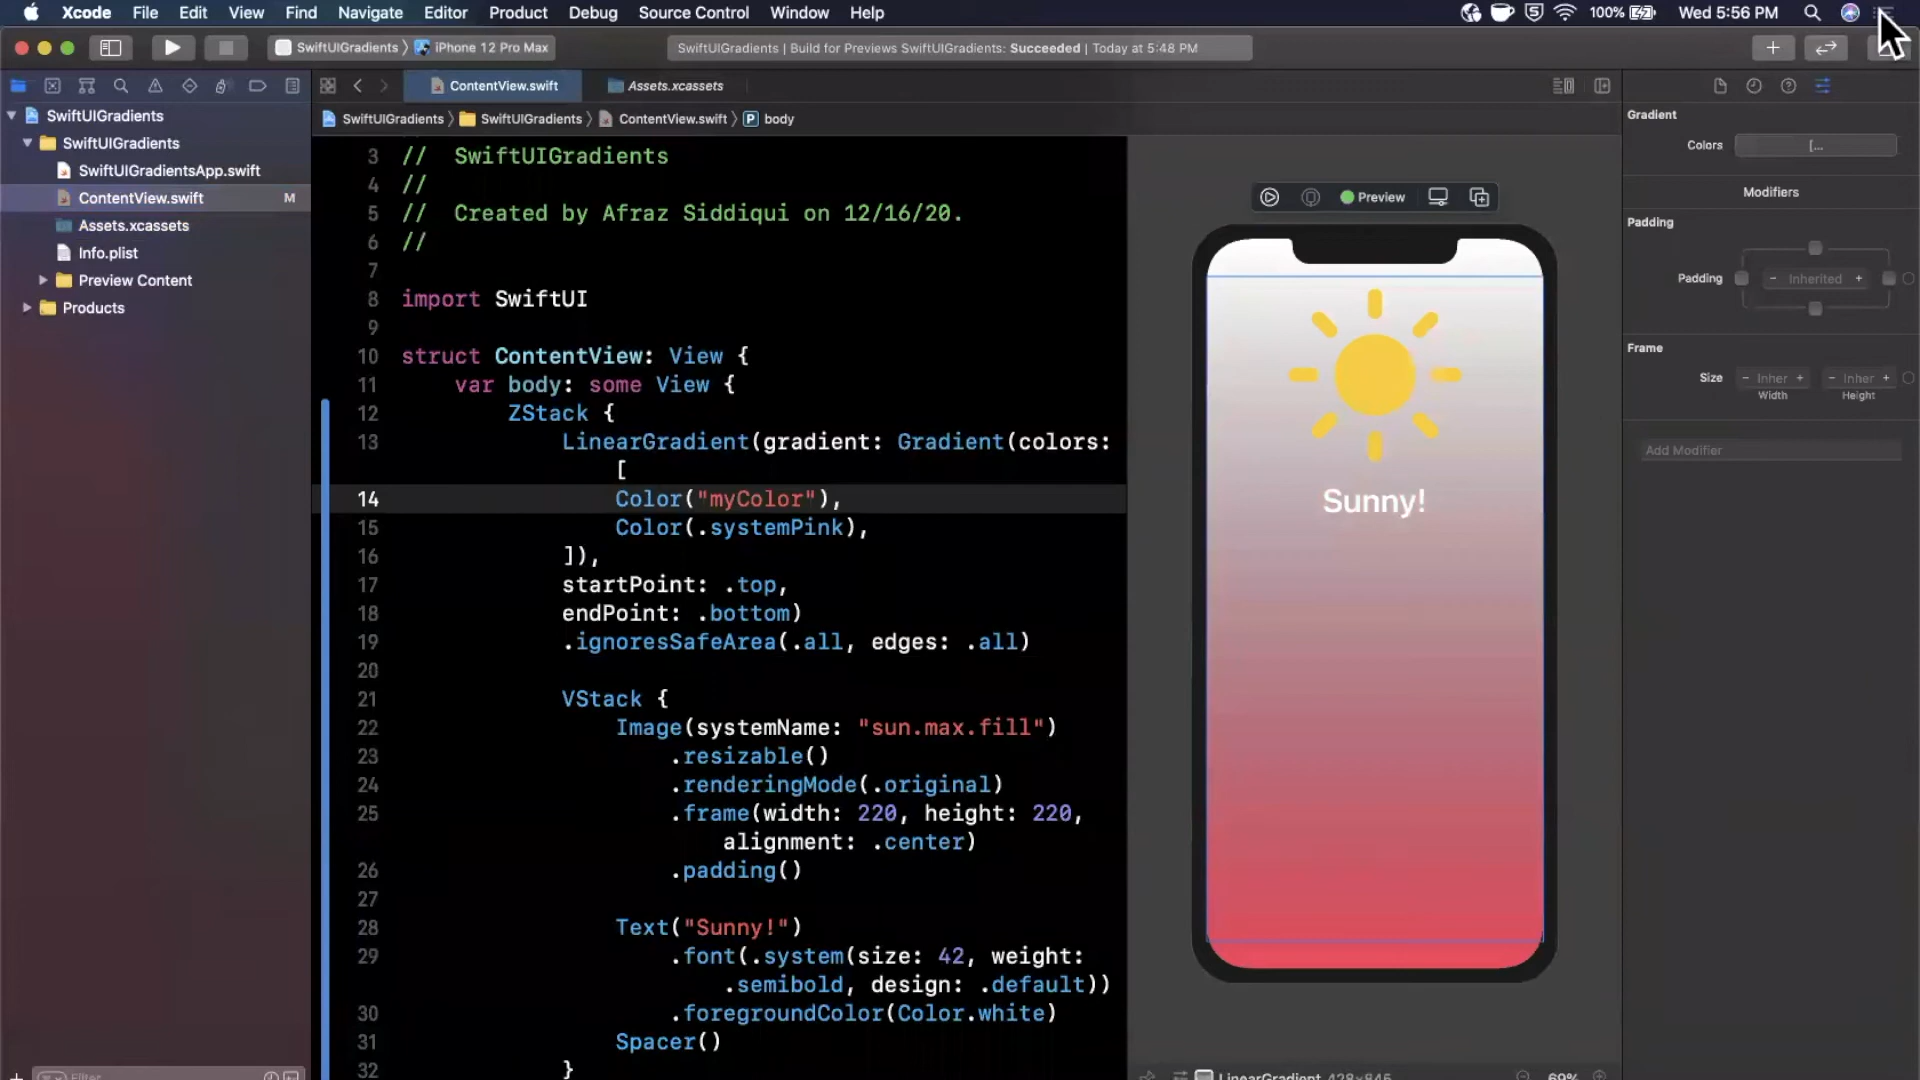 Xcode File Edit View Find Navigate Editor Product Debug Source Control Window Help 100% Wed 5:56 PM
SwiftUIGradients iPhone 12 Pro Max SwiftUIGradients | Build for Previews SwiftUIGradients: Succeeded | Today at 5:48 PM
ContentView.swift Assets.xcassets
SwiftUIGradients SwiftUIGradients ContentView.swift P body
SwiftUIGradients
SwiftUIGradients
SwiftUIGradientsApp.swift
ContentView.swift M
Assets.xcassets
Info.plist
Preview Content
Products
Filter
3 // SwiftUIGradients
4 //
5 // Created by Afraz Siddiqui on 12/16/20.
6 //
7
8 import SwiftUI
9
10 struct ContentView: View {
11 var body: some View {
12 ZStack {
13 LinearGradient(gradient: Gradient(colors:
[
14 Color("myColor"),
15 Color(.systemPink),
16 ]),
17 startPoint: .top,
18 endPoint: .bottom)
19 .ignoresSafeArea(.all, edges: .all)
20
21 VStack {
22 Image(systemName: "sun.max.fill")
23 .resizable()
24 .renderingMode(.original)
25 .frame(width: 220, height: 220,
alignment: .center)
26 .padding()
27
28 Text("Sunny!")
29 .font(.system(size: 42, weight:
.semibold, design: .default))
30 .foregroundColor(Color.white)
31 Spacer()
32 }
Preview
Sunny!
LinearGradient 428×845 69%
Gradient
Colors [...
Modifiers
Padding
Padding - Inherited +
Frame
Size - Inher + - Inher +
Width Height
Add Modifier